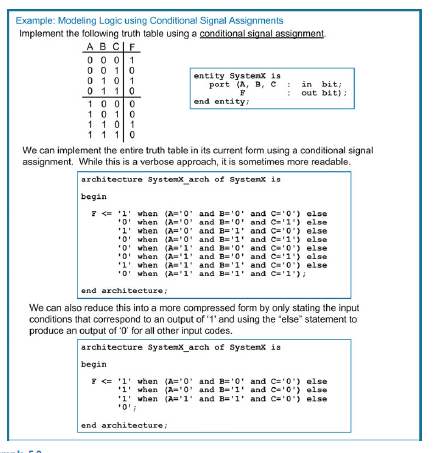 Example: Modeling Logic using Conditional Signal Assignments
Implement the following truth table using a conditional signal assignment.
A B C F
0 0 0 1
0 0 1 0
0 1 0 1
0 1 1 0
1 0 0 0
1 0 1 0
1 1 0 1
1 1 1 0
entity SystemX is
port (A, B, C : in bit;
F : out bit);
end entity;
We can implement the entire truth table in its current form using a conditional signal
assignment. While this is a verbose approach, it is sometimes more readable.
architecture SystemX_arch of SystemX is
begin
F <= '1' when (A='0' and B='0' and C='0') else
'0' when (A='0' and B='0' and C='1') else
'1' when (A='0' and B='1' and C='0') else
'0' when (A='0' and B='1' and C='1') else
'0' when (A='1' and B='0' and C='0') else
'0' when (A='1' and B='0' and C='1') else
'1' when (A='1' and B='1' and C='0') else
'0' when (A='1' and B='1' and C='1');
end architecture;
We can also reduce this into a more compressed form by only stating the input
conditions that correspond to an output of '1' and using the "else" statement to
produce an output of '0' for all other input codes.
architecture SystemX_arch of SystemX is
begin
F <= '1' when (A='0' and B='0' and C='0') else
'1' when (A='0' and B='1' and C='0') else
'1' when (A='1' and B='1' and C='0') else
'0';
end architecture;